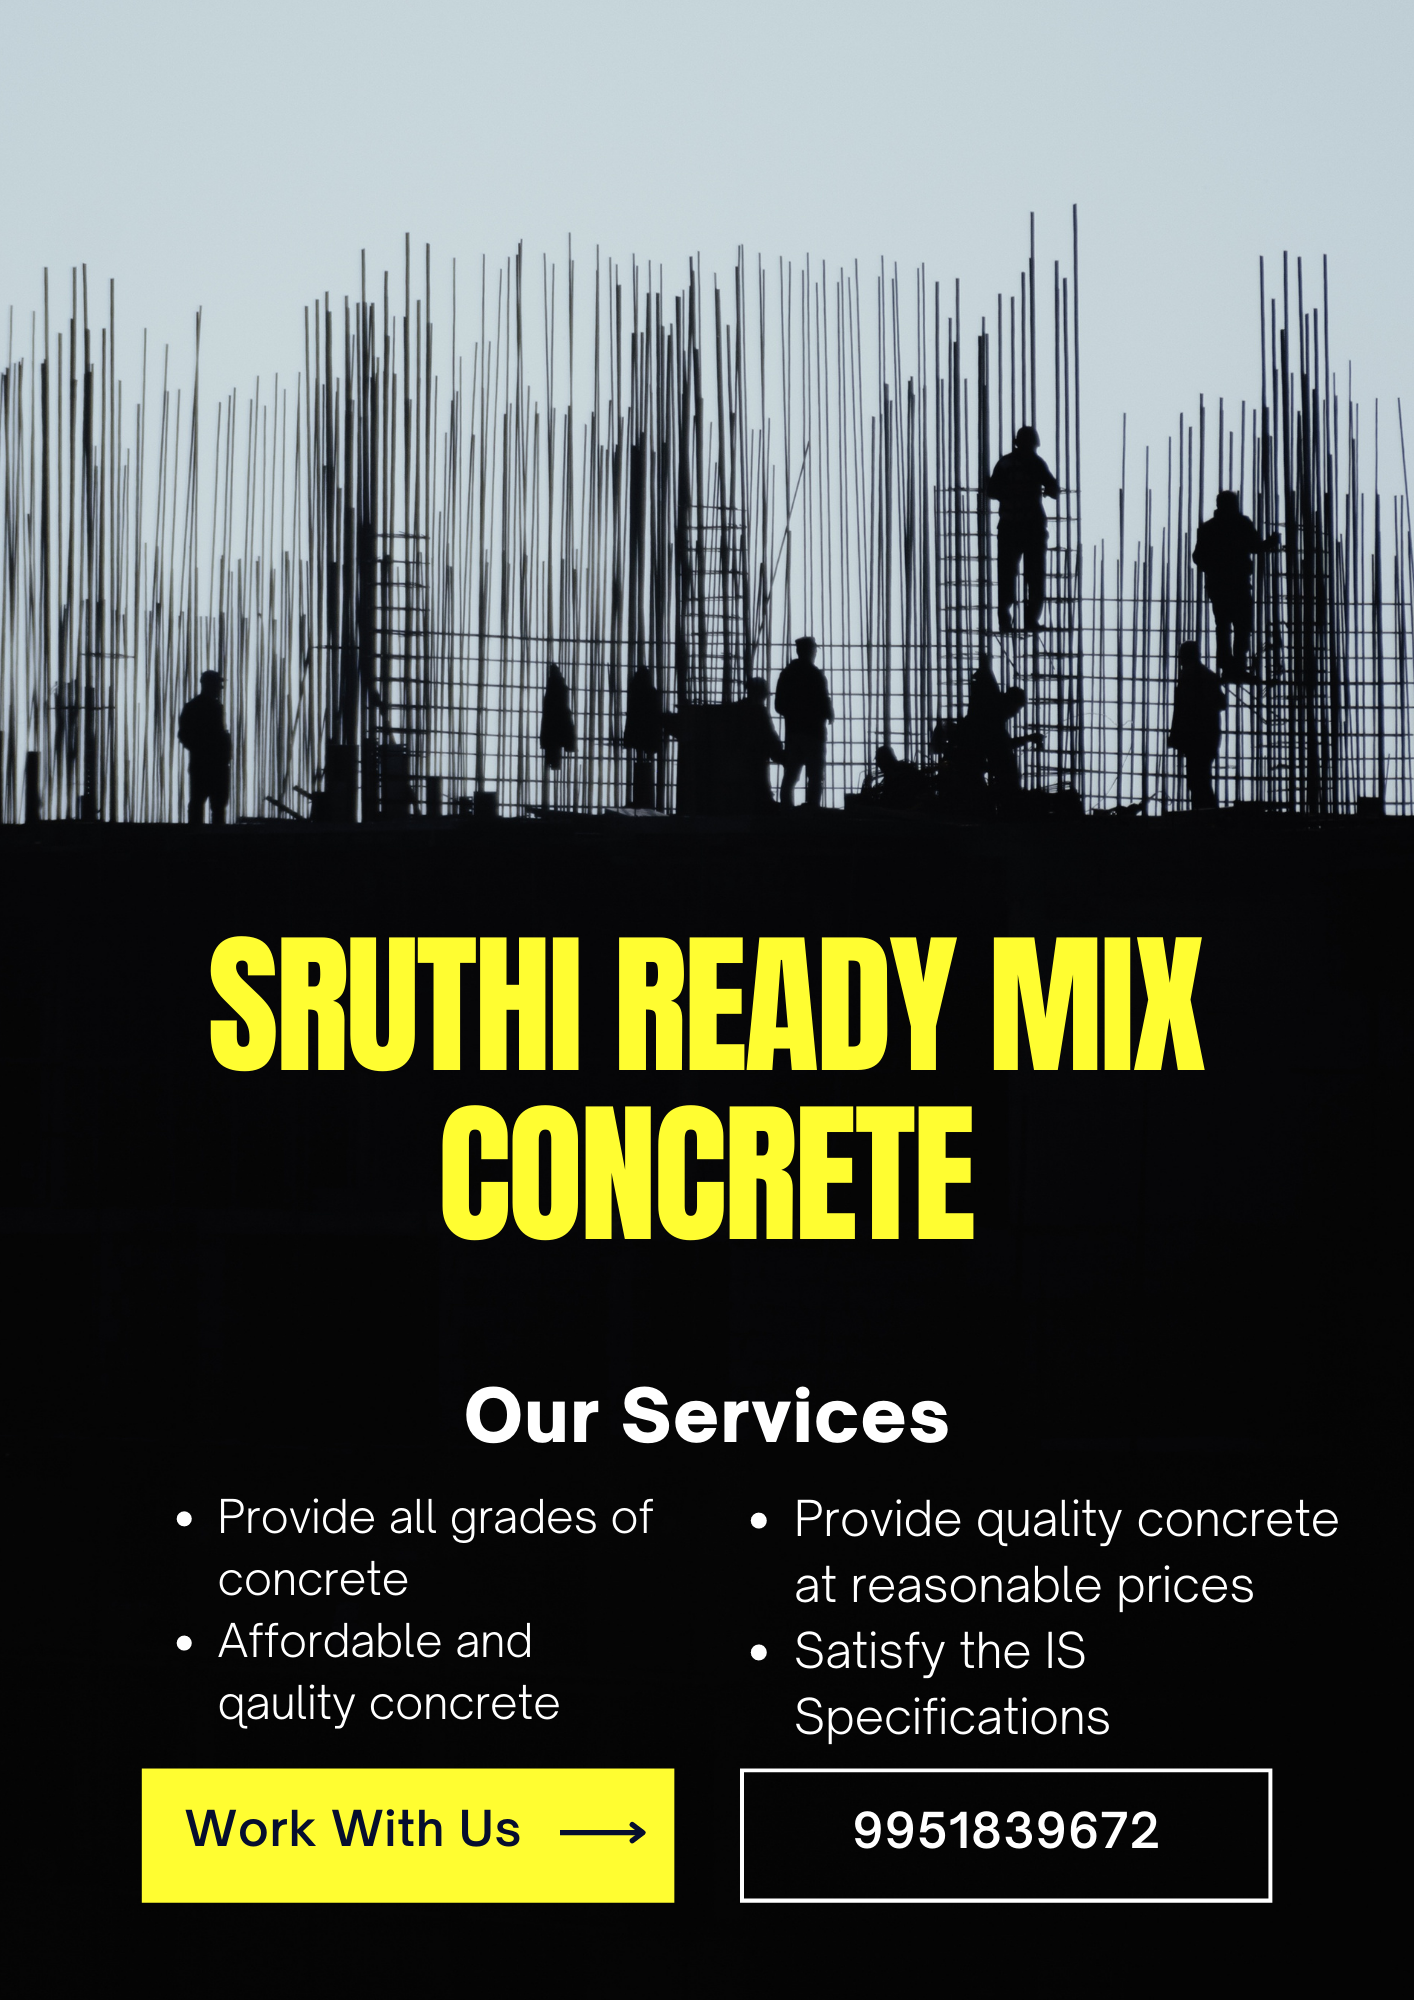 SRUTHI READY MIX
CONCRETE
Our Services
• Provide all grades of
concrete
• Affordable and
qaulity concrete
• Provide quality concrete
at reasonable prices
• Satisfy the IS
Specifications
Work With Us →
9951839672